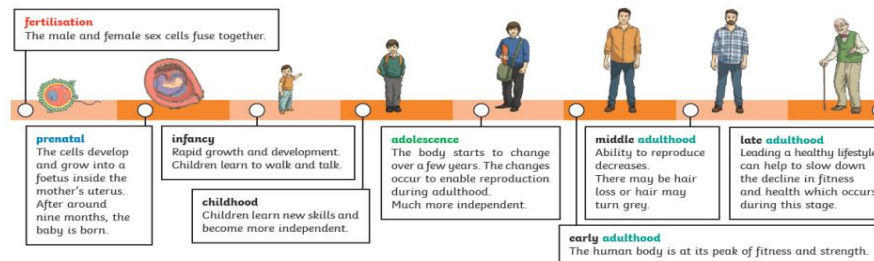 fertilisation
The male and female sex cells fuse together.
prenatal
The cells develop
and grow into a
foetus inside the
mother's uterus.
After around
nine months, the
baby is born.
infancy
Rapid growth and development.
Children learn to walk and talk.
childhood
Children learn new skills and
become more independent.
adolescence
The body starts to change
over a few years. The changes
occur to enable reproduction
during adulthood.
Much more independent.
early adulthood
The human body is at its peak of fitness and strength.
middle adulthood
Ability to reproduce
decreases.
There may be hair
loss or hair may
turn grey.
late adulthood
Leading a healthy lifestyle
can help to slow down
the decline in fitness
and health which occurs
during this stage.